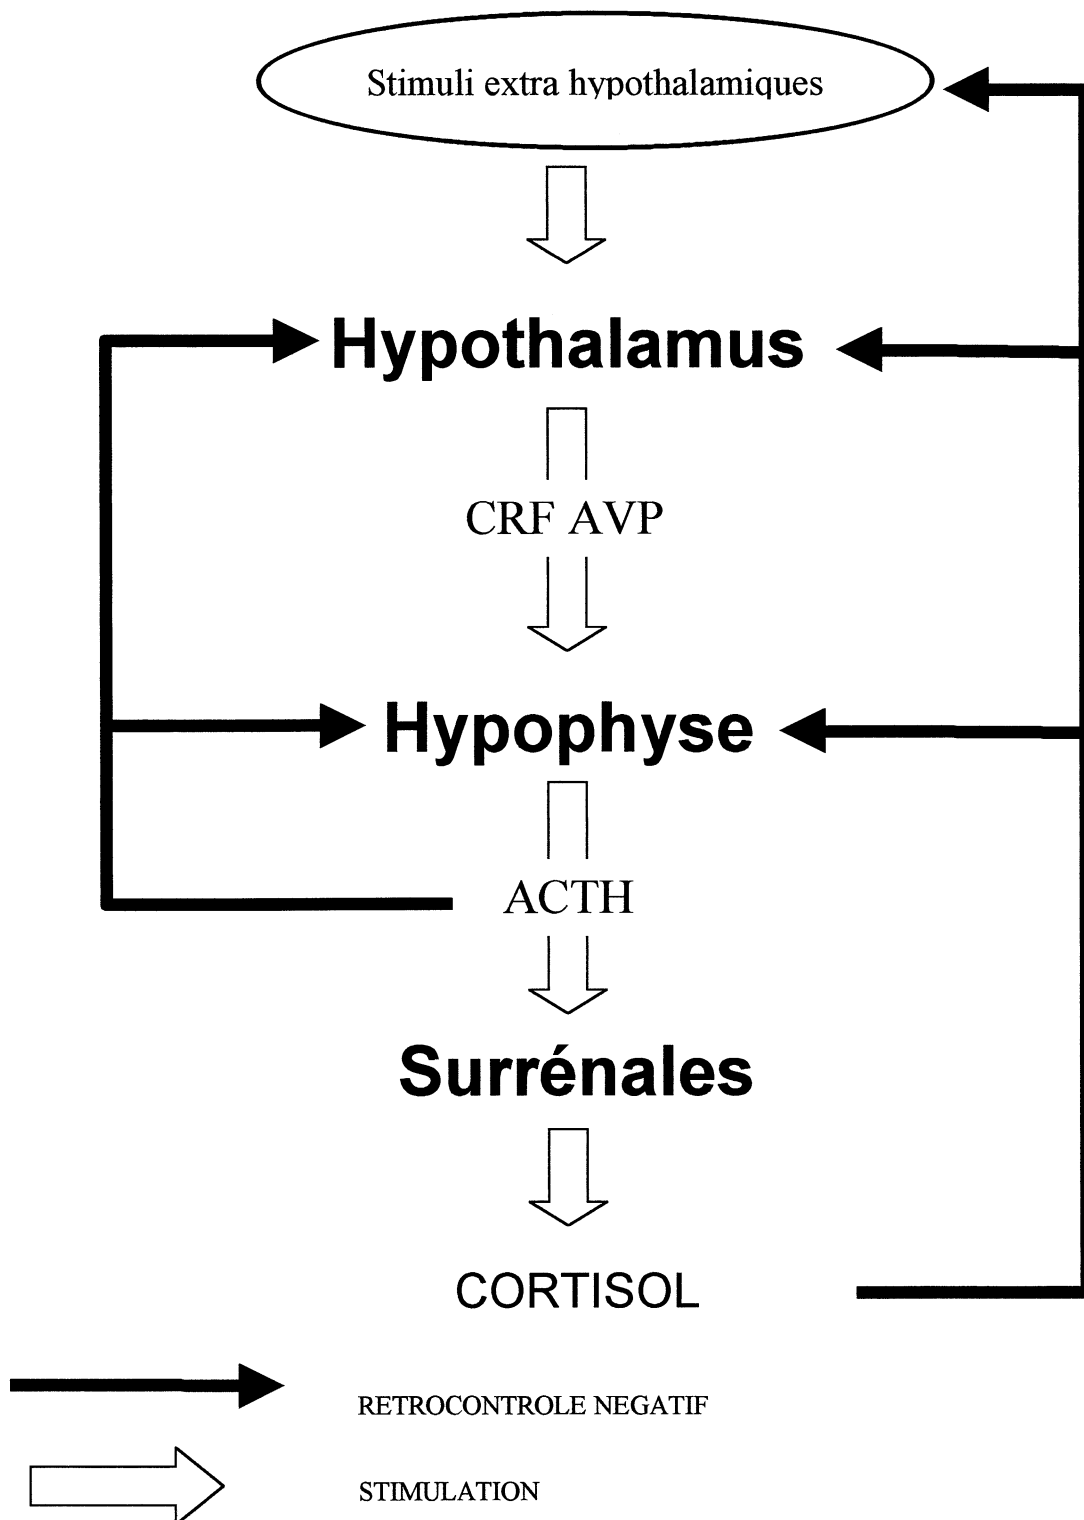 Stimuli extra hypothalamiques
Hypothalamus
CRF AVP
Hypophyse
ACTH
Surrénales
CORTISOL
RETROCONTROLE NEGATIF
STIMULATION